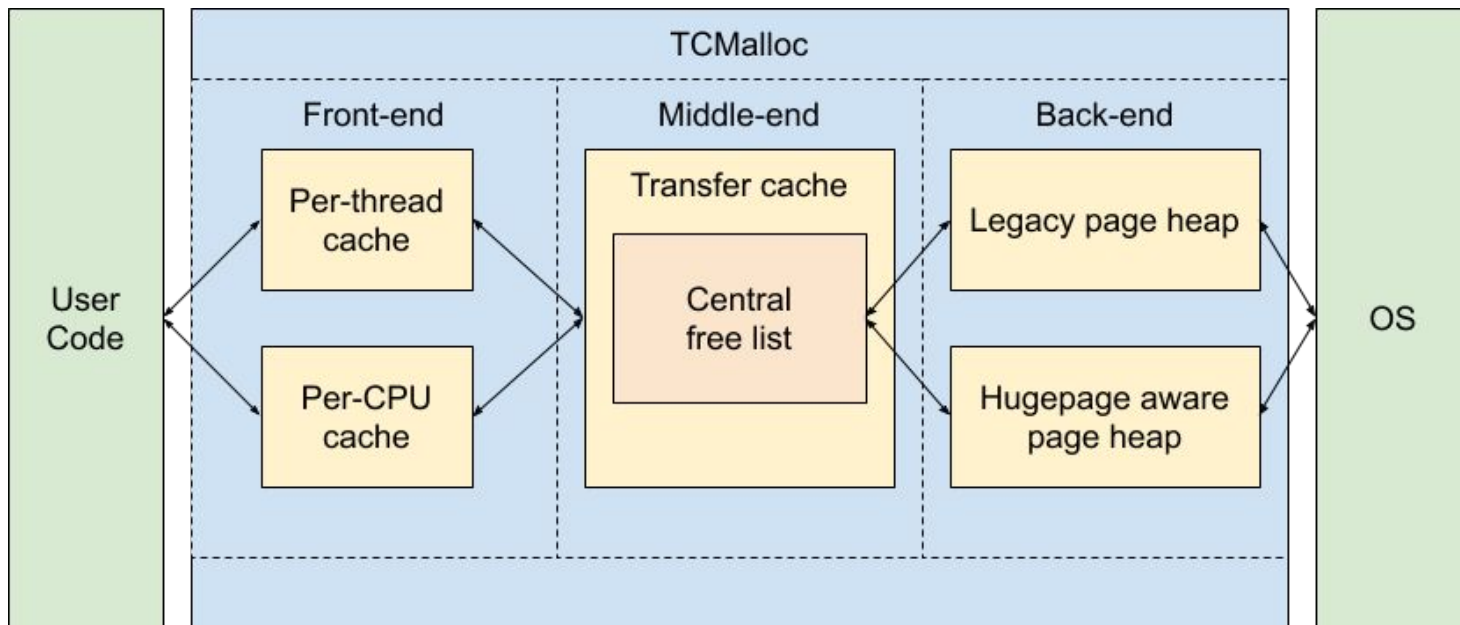 TCMalloc
Front-end
Middle-end
Back-end
Per-thread
cache
Transfer cache
Legacy page heap
User
Code
Central
free list
OS
Per-CPU
cache
Hugepage aware
page heap